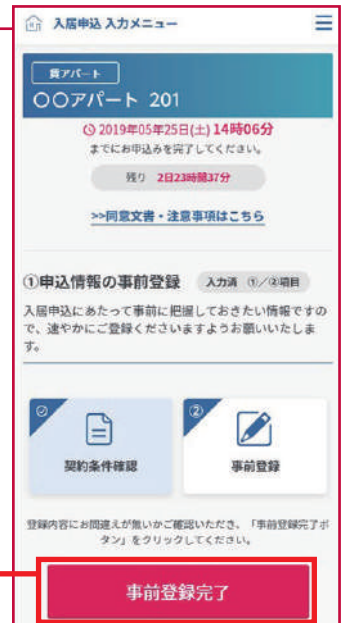 入居申込 入力メニュー
賃アパート
〇〇アパート 201
2019年05年25日(土) 14時06分
までにお申込みを完了してください。
残り 2日23時間37分
>>同意文書・注意事項はこちら
①申込情報の事前登録 入力済 ①/②項目
入居申込にあたって事前に把握しておきたい情報ですの
で、速やかにご登録くださいますようお願いいたしま
す。
②
契約条件確認 事前登録
登録内容にお間違えが無いかご確認いただき、「事前登録完了ボ
タン」をクリックしてください。
事前登録完了